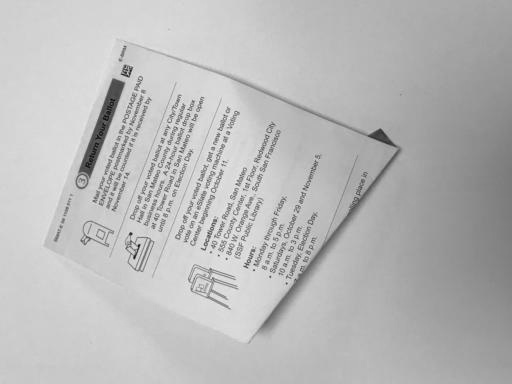 3 Return Your Ballot
Mail your voted ballot in the POSTAGE PAID
ENVELOPE postmarked by November 8
and it will be counted if it is received by
November 14.
Drop off your voted ballot at any City/Town
Hall in San Mateo County during regular
business hours. A 24-hour ballot drop box
at 40 Tower Road in San Mateo will be open
until 8 p.m. on Election Day.
Drop off your voted ballot, get a new ballot or
vote on an eSlate voting machine at a Voting
Center beginning October 11.
Locations:
• 40 Tower Road, San Mateo
• 555 County Center, 1st Floor, Redwood City
• 840 W. Orange Ave., South San Francisco
(SSF Public Library)
Hours:
• Monday through Friday,
8 a.m. to 5 p.m.
• Saturdays, October 29 and November 5,
10 a.m. to 3 p.m.
• Tuesday, Election Day,
a.m. to 8 p.m.
place in